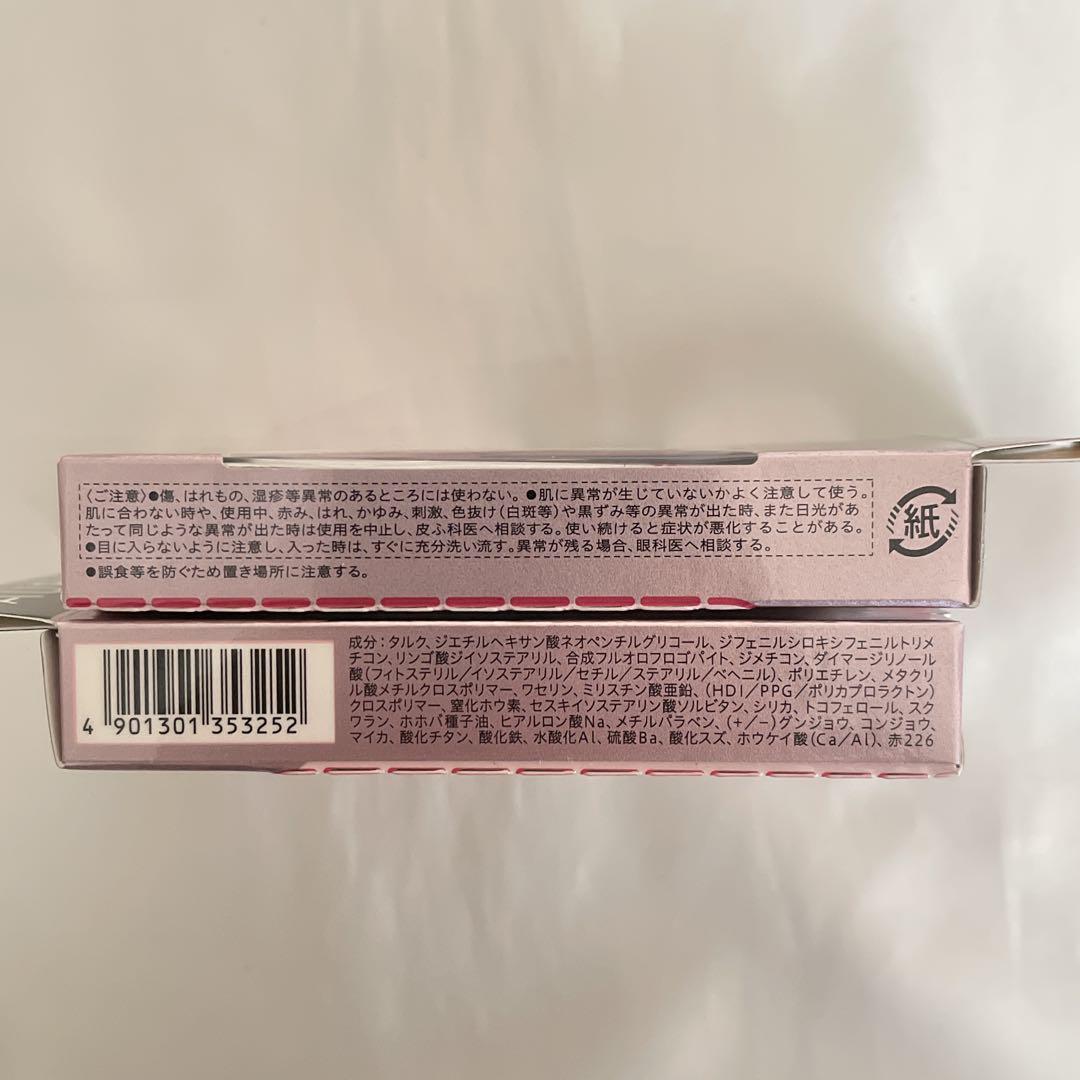 〈ご注意〉●傷、はれもの、湿疹等異常のあるところには使わない。●肌に異常が生じていないかよく注意して使う。
肌に合わない時や、使用中、赤み、はれ、かゆみ、刺激、色抜け(白斑等)や黒ずみ等の異常が出た時、また日光があ
たって同じような異常が出た時は使用を中止し、皮ふ科医へ相談する。使い続けると症状が悪化することがある。
●目に入らないように注意し、入った時は、すぐに充分洗い流す。異常が残る場合、眼科医へ相談する。
●誤食等を防ぐため置き場所に注意する。
紙
成分：タルク、ジエチルヘキサン酸ネオペンチルグリコール、ジフェニルシロキシフェニルトリメ
チコン、リンゴ酸ジイソステアリル、合成フルオロフロゴパイト、ジメチコン、ダイマージリノール
酸(フィトステリル／イソステアリル／セチル／ステアリル／ベヘニル)、ポリエチレン、メタクリ
ル酸メチルクロスポリマー、ワセリン、ミリスチン酸亜鉛、(HDI／PPG／ポリカプロラクトン)
クロスポリマー、窒化ホウ素、セスキイソステアリン酸ソルビタン、シリカ、トコフェロール、スク
ワラン、ホホバ種子油、ヒアルロン酸Na、メチルパラベン、(+／−)グンジョウ、コンジョウ、
マイカ、酸化チタン、酸化鉄、水酸化Al、硫酸Ba、酸化スズ、ホウケイ酸(Ca／Al)、赤226
4 901301 353252